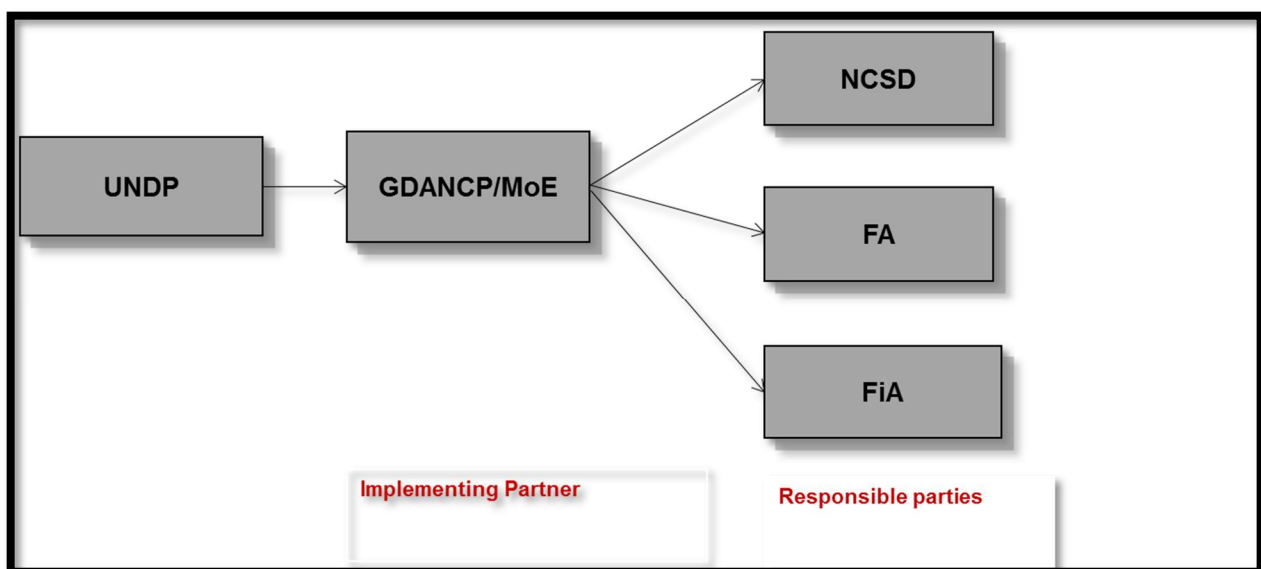 NCSD
UNDP
GDANCP/MoE
FA
FiA
Implementing Partner
Responsible parties